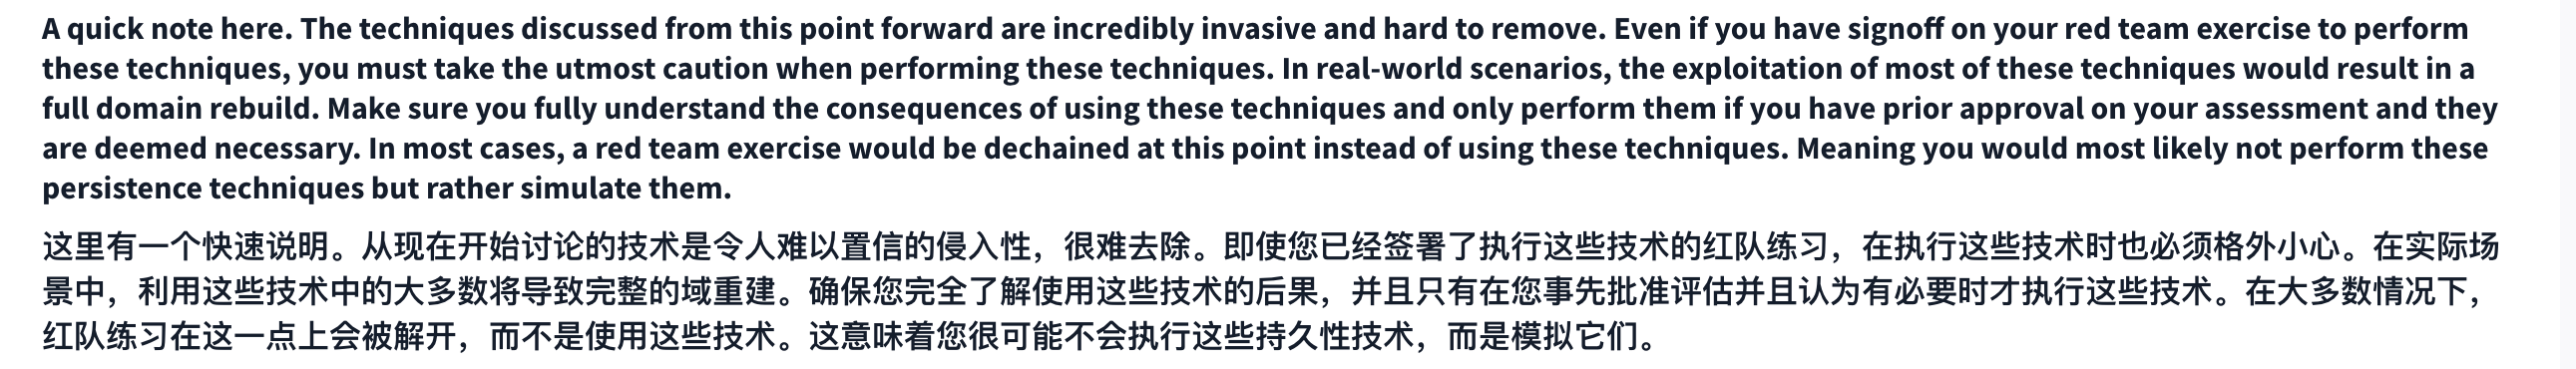 A quick note here. The techniques discussed from this point forward are incredibly invasive and hard to remove. Even if you have signoff on your red team exercise to perform
these techniques, you must take the utmost caution when performing these techniques. In real-world scenarios, the exploitation of most of these techniques would result in a
full domain rebuild. Make sure you fully understand the consequences of using these techniques and only perform them if you have prior approval on your assessment and they
are deemed necessary. In most cases, a red team exercise would be dechained at this point instead of using these techniques. Meaning you would most likely not perform these
persistence techniques but rather simulate them.
这里有一个快速说明。从现在开始讨论的技术是令人难以置信的侵入性，很难去除。即使您已经签署了执行这些技术的红队练习，在执行这些技术时也必须格外小心。在实际场
景中，利用这些技术中的大多数将导致完整的域重建。确保您完全了解使用这些技术的后果，并且只有在您事先批准评估并且认为有必要时才执行这些技术。在大多数情况下，
红队练习在这一点上会被解开，而不是使用这些技术。这意味着您很可能不会执行这些持久性技术，而是模拟它们。